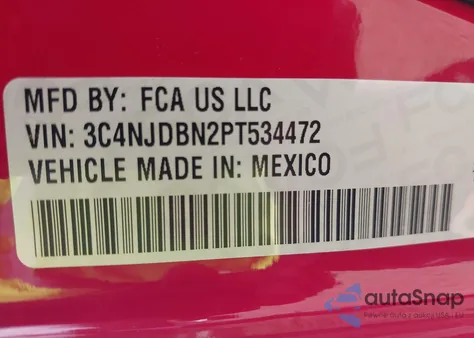 MFD BY: FCA US LLC
VIN: 3C4NJDBN2PT534472
VEHICLE MADE IN: MEXICO
autoSnap